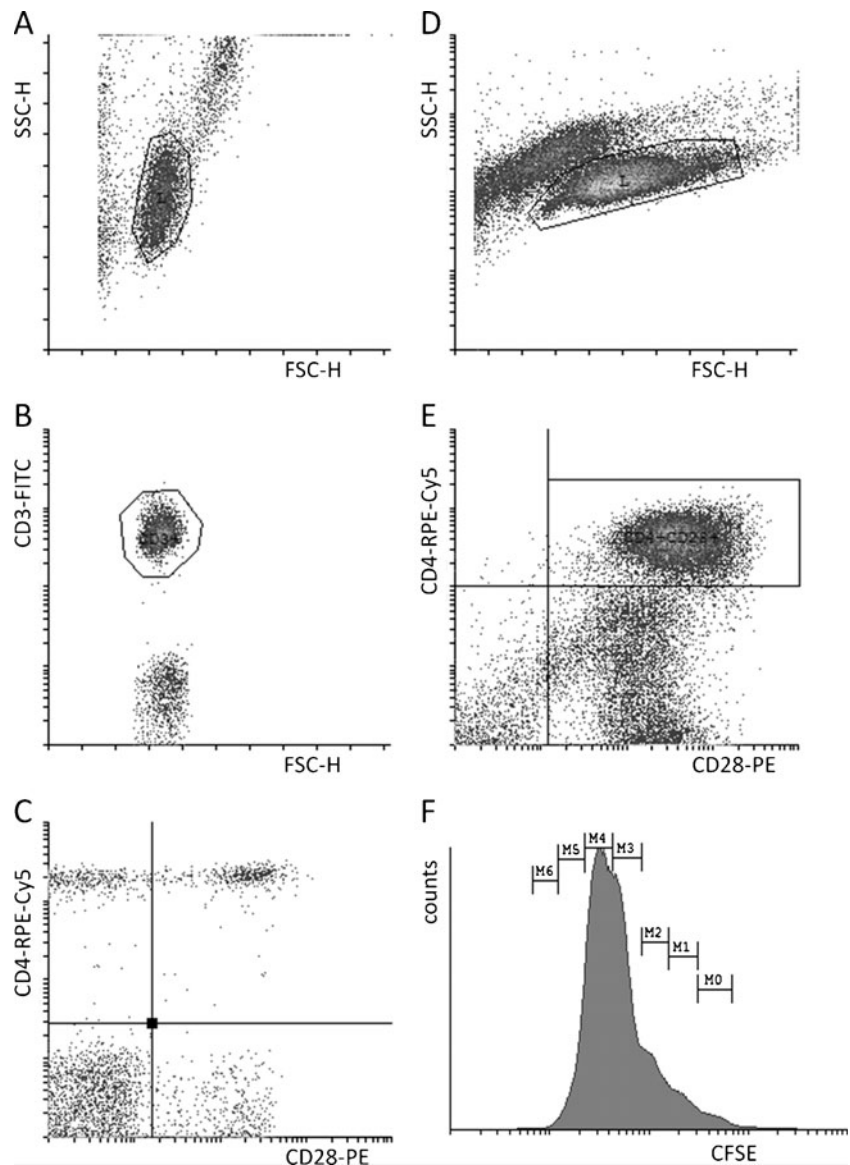 A
SSC-H
L
FSC-H
B
CD3-FITC
CD3+
FSC-H
C
CD4-RPE-Cy5
CD28-PE
D
SSC-H
L
FSC-H
E
CD4-RPE-Cy5
CD4+CD28+
CD28-PE
F
counts
M4
M5
M3
M6
M2
M1
M0
CFSE